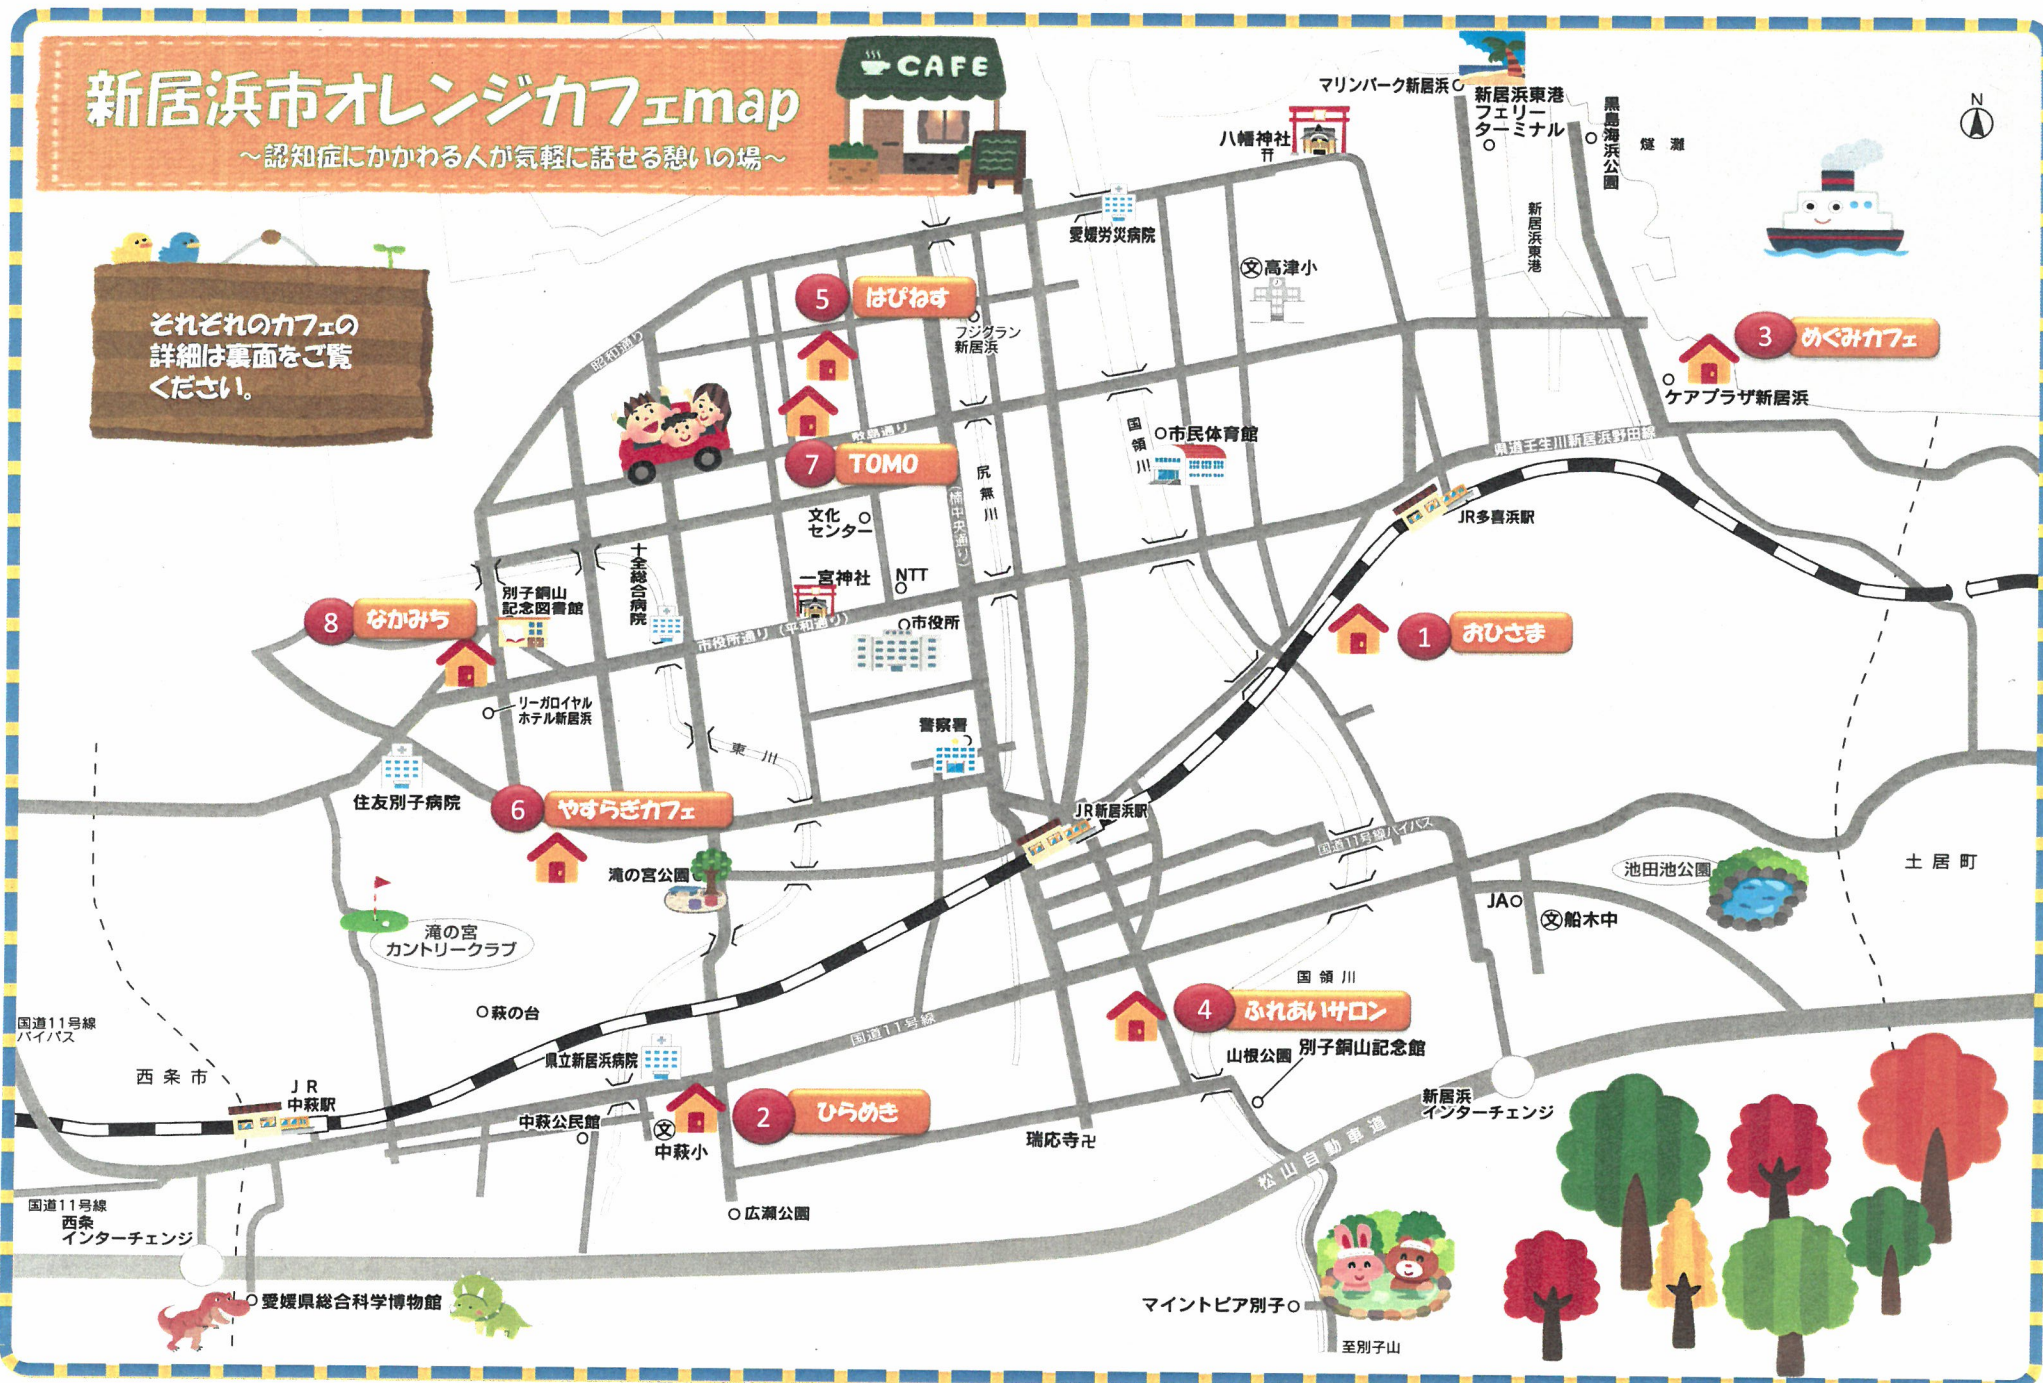 新居浜市オレンジカフェmap
～認知症にかかわる人が気軽に話せる憩いの場～
CAFE
それぞれのカフェの
詳細は裏面をご覧
ください。
マリンパーク新居浜
新居浜東港
フェリー
ターミナル
黒島海浜公園
燧灘
N
八幡神社
新居浜東港
愛媛労災病院
文 高津小
5 はぴねす
フジグラン
新居浜
昭和通り
3 めぐみカフェ
ケアプラザ新居浜
敷島通り
国領川
市民体育館
県道壬生川新居浜野田線
7 TOMO
尻無川
(楠中央通り)
文化
センター
JR多喜浜駅
十全総合病院
一宮神社
NTT
別子銅山
記念図書館
8 なかみち
市役所通り(平和通り)
市役所
1 おひさま
リーガロイヤル
ホテル新居浜
警察署
東川
住友別子病院
6 やすらぎカフェ
JR新居浜駅
国道11号線バイパス
滝の宮公園
池田池公園
土居町
JA
文 船木中
滝の宮
カントリークラブ
国領川
萩の台
4 ふれあいサロン
国道11号線
バイパス
国道11号線
県立新居浜病院
山根公園
別子銅山記念館
西条市
JR
中萩駅
新居浜
インターチェンジ
2 ひらめき
中萩公民館
文
中萩小
瑞応寺卍
松山自動車道
国道11号線
西条
インターチェンジ
広瀬公園
愛媛県総合科学博物館
マイントピア別子
至別子山